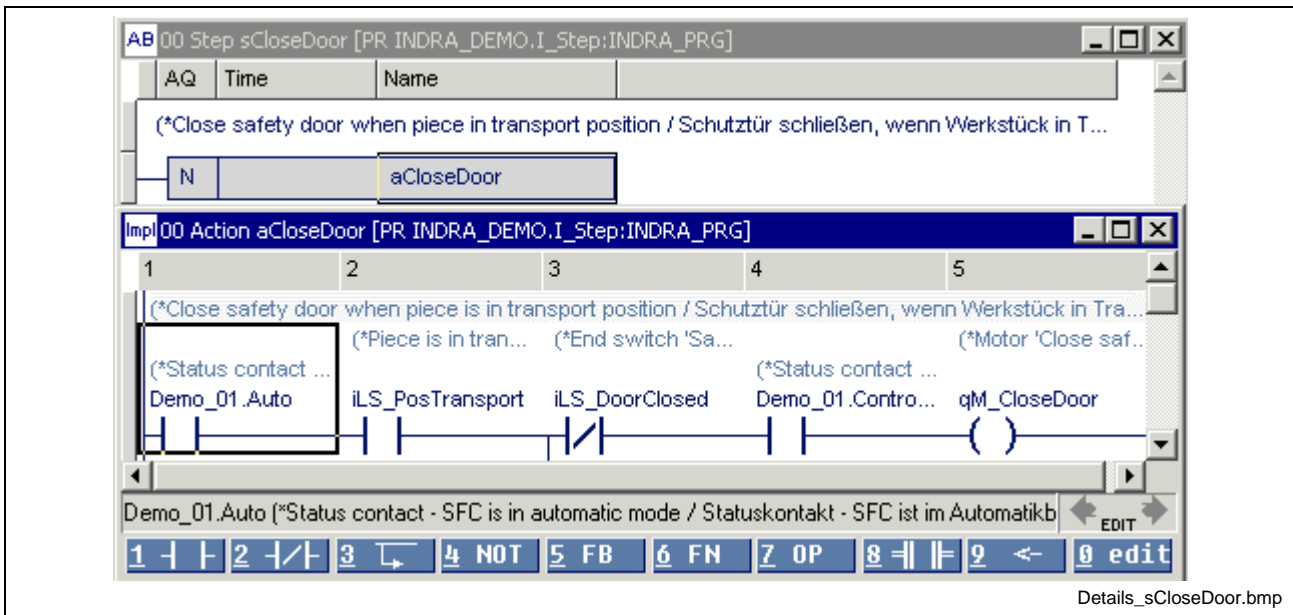 AB 00 Step sCloseDoor [PR INDRA_DEMO.I_Step:INDRA_PRG]
AQ Time Name
(*Close safety door when piece in transport position / Schutztür schließen, wenn Werkstück in T...
N aCloseDoor
Impl 00 Action aCloseDoor [PR INDRA_DEMO.I_Step:INDRA_PRG]
1 2 3 4 5
(*Close safety door when piece is in transport position / Schutztür schließen, wenn Werkstück in Tra...
(*Piece is in tran... (*End switch 'Sa... (*Motor 'Close saf..
(*Status contact ... (*Status contact ...
Demo_01.Auto iLS_PosTransport iLS_DoorClosed Demo_01.Contro... qM_CloseDoor
Demo_01.Auto (*Status contact - SFC is in automatic mode / Statuskontakt - SFC ist im Automatikb EDIT
1 2 3 4 NOT 5 FB 6 FN 7 OP 8 9 <- 0 edit
Details_sCloseDoor.bmp